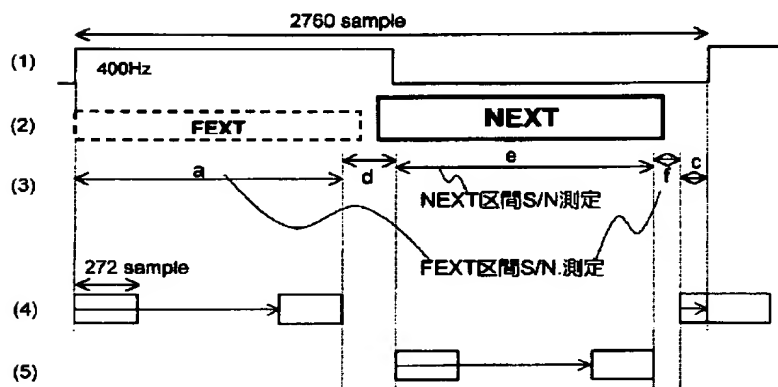 2760 sample
(1)
400Hz
(2)
FEXT
NEXT
(3)
a
d
e
f
c
NEXT区間S/N測定
FEXT区間S/N.測定
272 sample
(4)
(5)